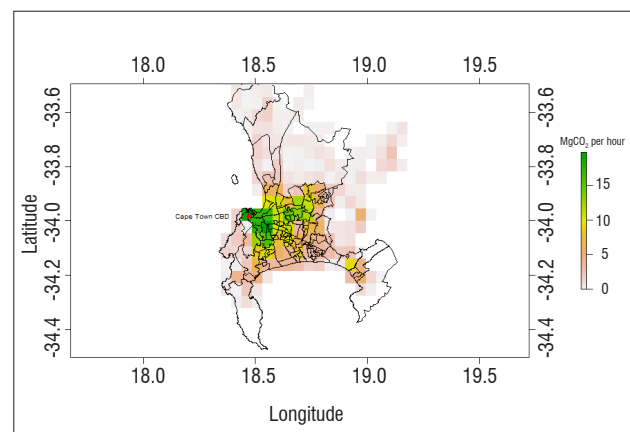 18.0 18.5 19.0 19.5
-33.6 -33.6
MgCO₂ per hour
-33.8 -33.8
15
Cape Town CBD
-34.0 -34.0
10
Latitude
5
-34.2 -34.2
0
-34.4 -34.4
18.0 18.5 19.0 19.5
Longitude